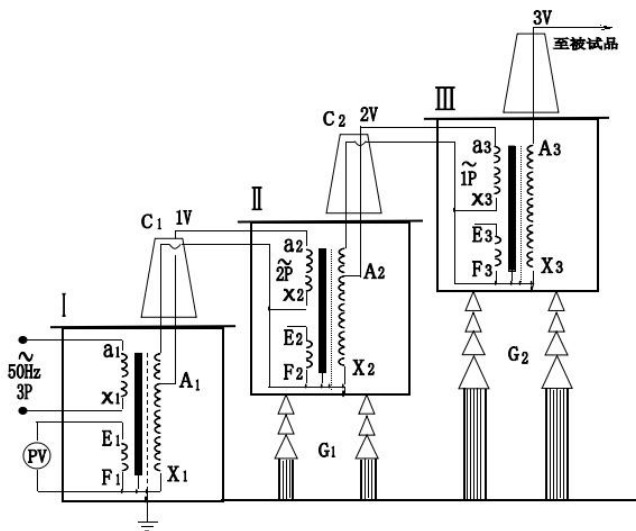 3V
至被试品
III
C₂
2V
a₃
A₃
~
1P
x₃
E₃
F₃
X₃
II
C₁
1V
a₂
~
2P
x₂
A₂
E₂
F₂
X₂
G₂
I
a₁
~
50Hz
3P
x₁
A₁
E₁
PV
F₁
X₁
G₁